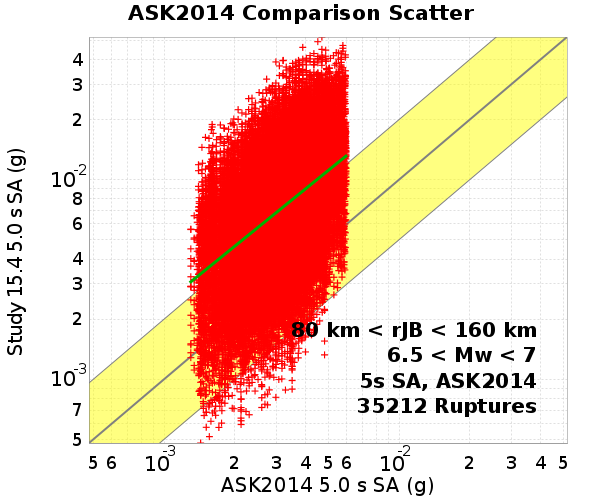 ASK2014 Comparison Scatter
Study 15.4 5.0 s SA (g)
4
3
2
10-2
8
6
4
3
2
10-3
7
5
80 km < rJB < 160 km
6.5 < Mw < 7
5s SA, ASK2014
35212 Ruptures
5 6 10-3 2 3 4 5 6 10-2 2 3 4 5
ASK2014 5.0 s SA (g)